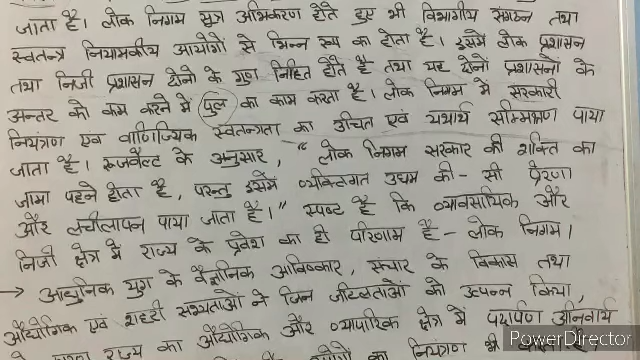 जाता है। लोक निगम सूत्र अभिकरण होते हुए भी विभागीय संगठन तथा
स्वतन्त्र नियामकीय आयोगों से भिन्न रूप का होता है। इसमें लोक प्रशासन
तथा निजी प्रशासन दोनों के गुण निहित होते है तथा यह दोनों प्रशासनों के
अन्तर को कम करने में पुल का काम करता है। लोक निगम में सरकारी
नियंत्रण एवं वाणिज्यिक स्वतन्त्रता का उचित एवं यथार्थ सम्मिश्रण पाया
जाता है। रूजवेल्ट के अनुसार, "लोक निगम सरकार की शक्ति का
जामा पहने होता है, परन्तु इसमें व्यक्तिगत उद्यम की-सी प्रेरणा
और लचीलापन पाया जाता है।" स्पष्ट है कि व्यावसायिक और
निजी क्षेत्र में राज्य के प्रवेश का ही परिणाम है - लोक निगम।
→ आधुनिक युग के वैज्ञानिक आविष्कार, संचार के विकास तथा
औद्योगिक एवं शहरी सभ्यताओं ने जिन जटिलताओं को उत्पन्न किया,
राज्य का औद्योगिक और व्यापारिक क्षेत्र में पदार्पण अनिवार्य
का नियंत्रण भी
PowerDirector